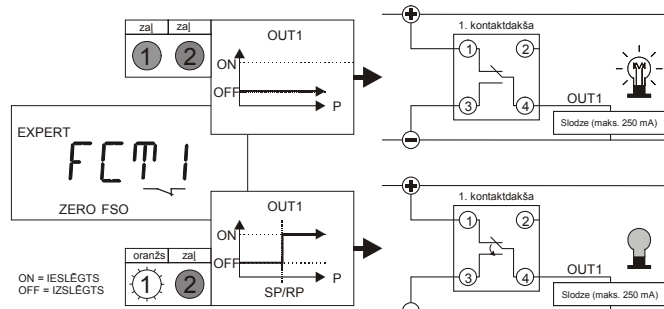 zaļ zaļ
1 2
OUT1
ON
OFF
P
1. kontaktdakša
1 2
3 4
OUT1
Slodze (maks. 250 mA)
EXPERT
FCT1
ZERO FSO
oranžs zaļ
1 2
OUT1
ON
OFF
P
SP/RP
ON = IESLĒGTS
OFF = IZSLĒGTS
1. kontaktdakša
1 2
3 4
OUT1
Slodze (maks. 250 mA)